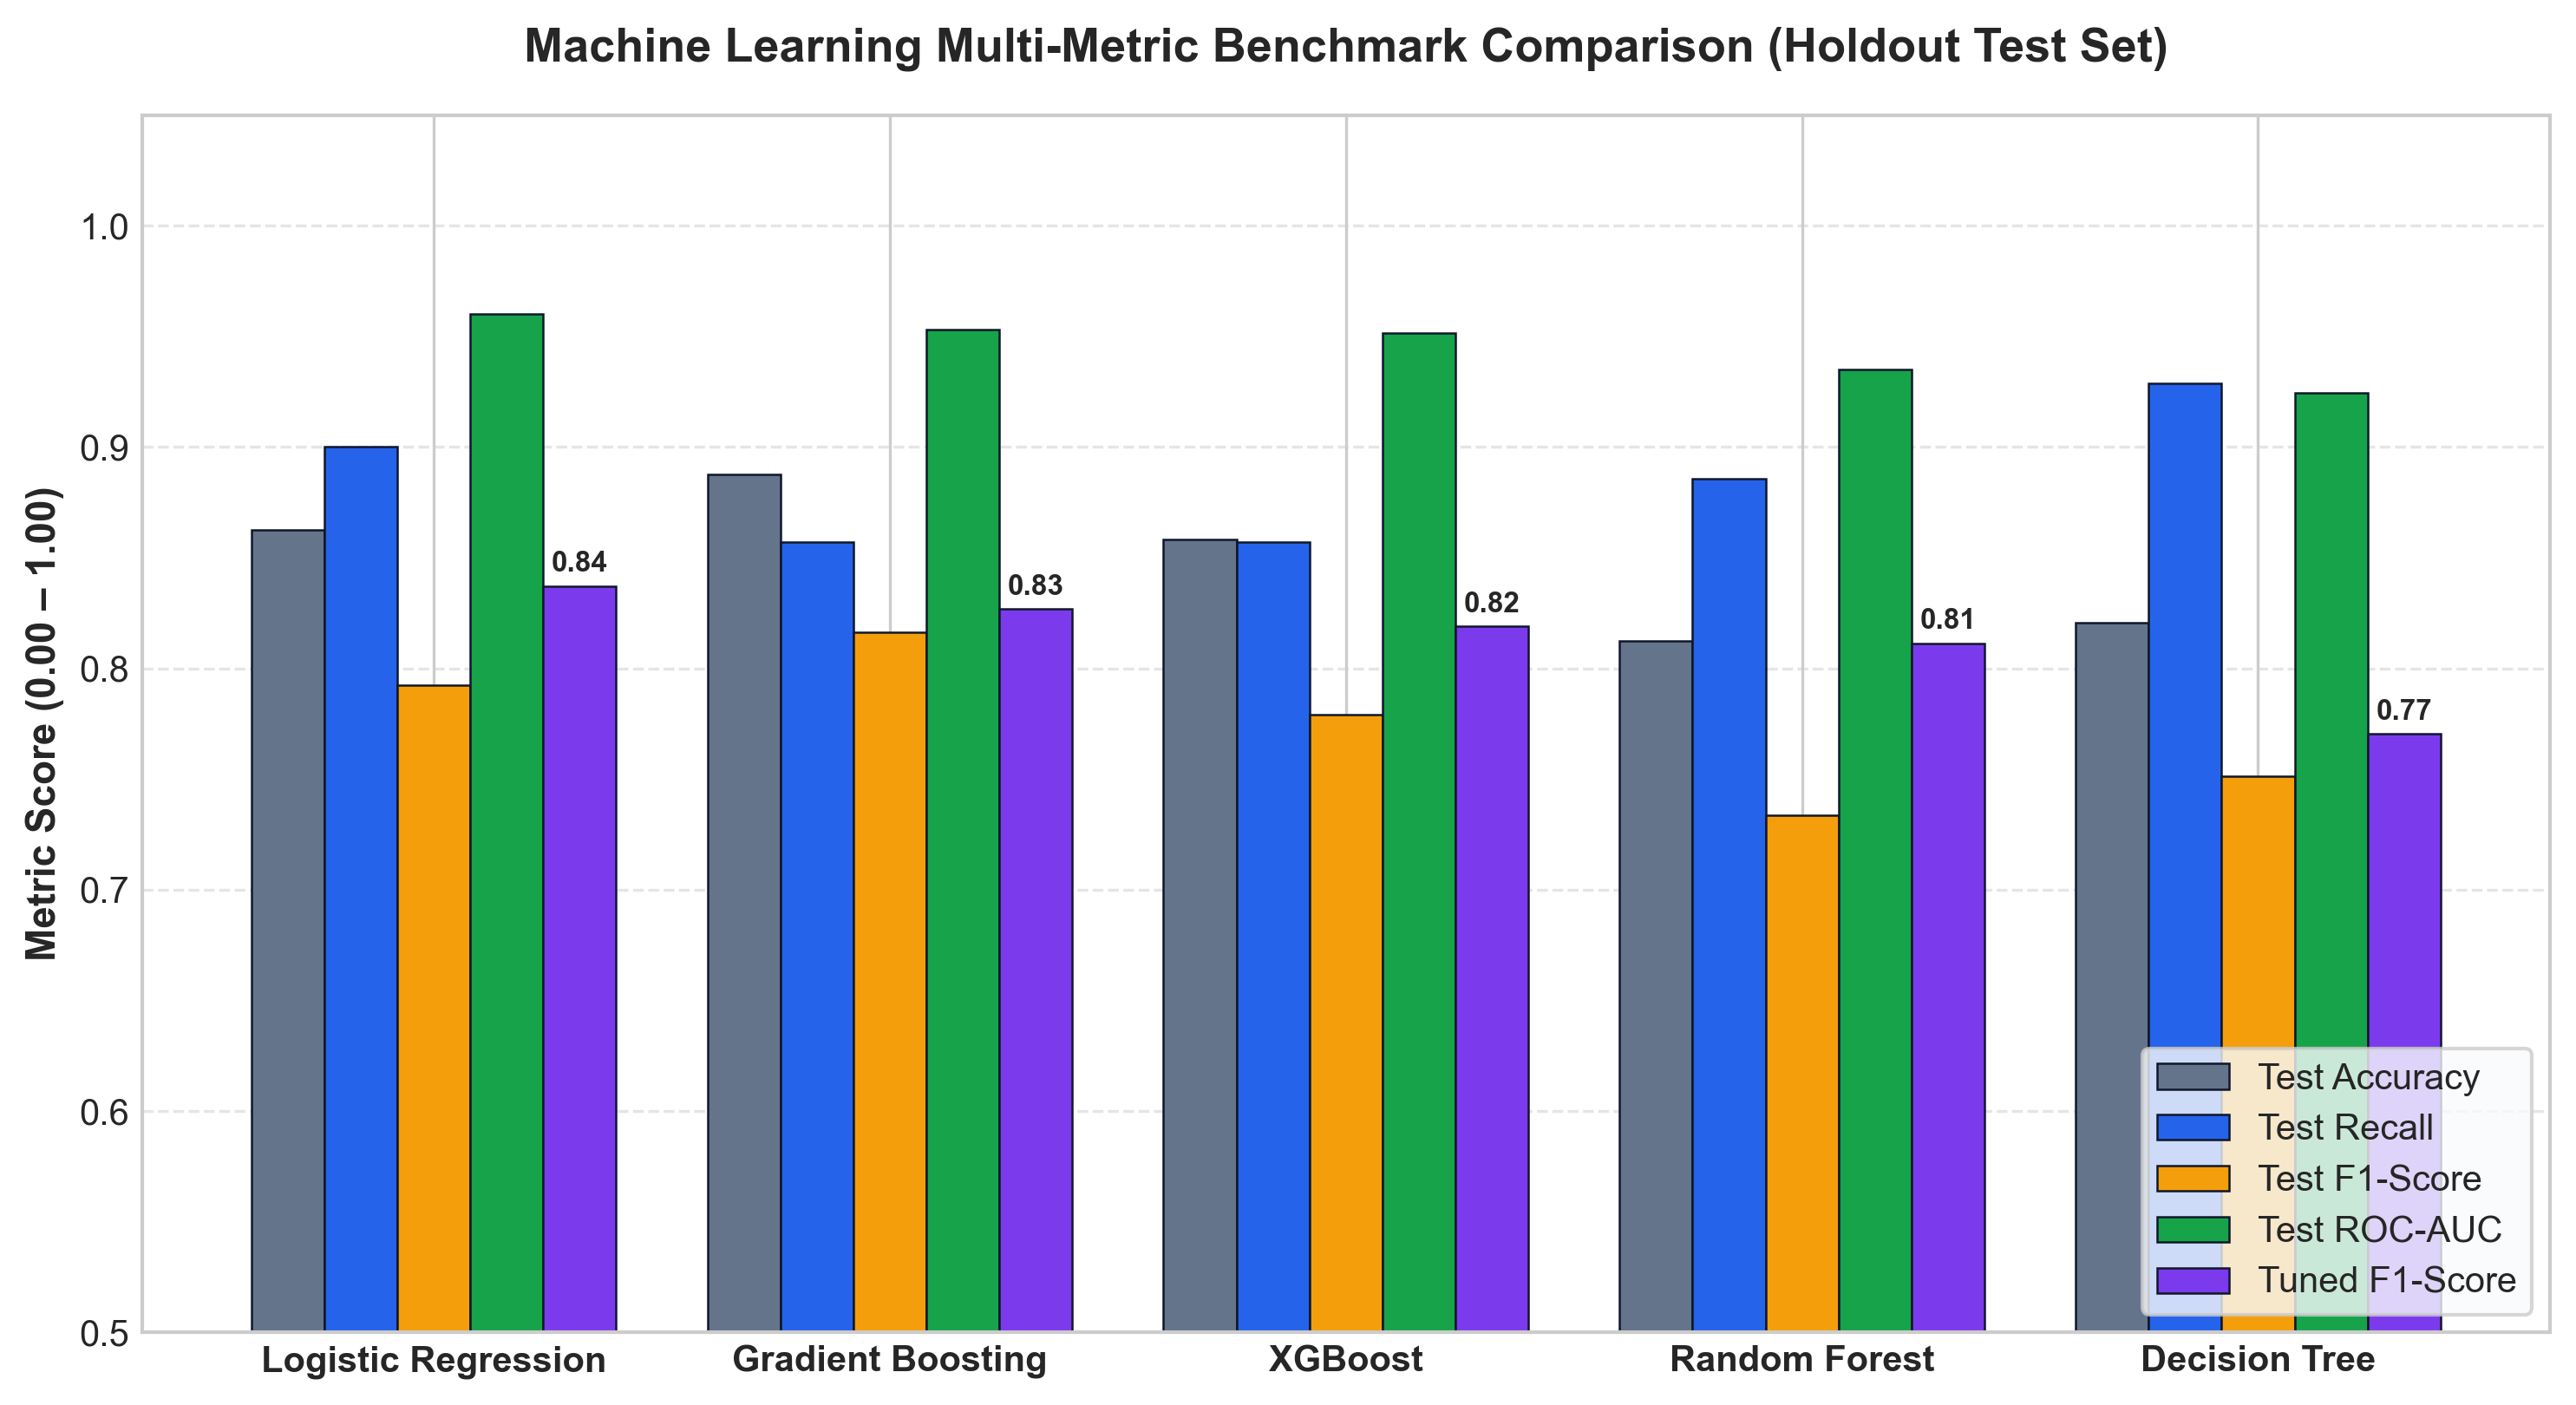 Machine Learning Multi-Metric Benchmark Comparison (Holdout Test Set)
Metric Score (0.00 – 1.00)
1.0
0.9
0.8
0.7
0.6
0.5
0.84
0.83
0.82
0.81
0.77
Test Accuracy
Test Recall
Test F1-Score
Test ROC-AUC
Tuned F1-Score
Logistic Regression
Gradient Boosting
XGBoost
Random Forest
Decision Tree